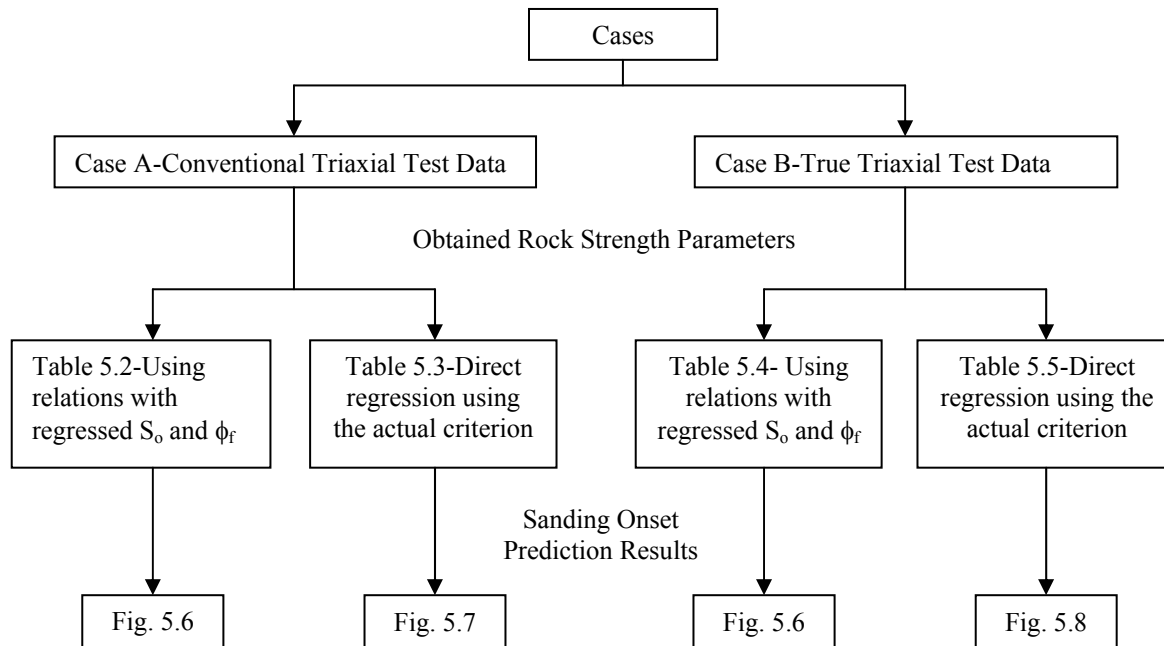 Cases
Case A-Conventional Triaxial Test Data
Case B-True Triaxial Test Data
Obtained Rock Strength Parameters
Table 5.2-Using
relations with
regressed Sₒ and ϕf
Table 5.3-Direct
regression using
the actual criterion
Table 5.4- Using
relations with
regressed Sₒ and ϕf
Table 5.5-Direct
regression using the
actual criterion
Sanding Onset
Prediction Results
Fig. 5.6
Fig. 5.7
Fig. 5.6
Fig. 5.8